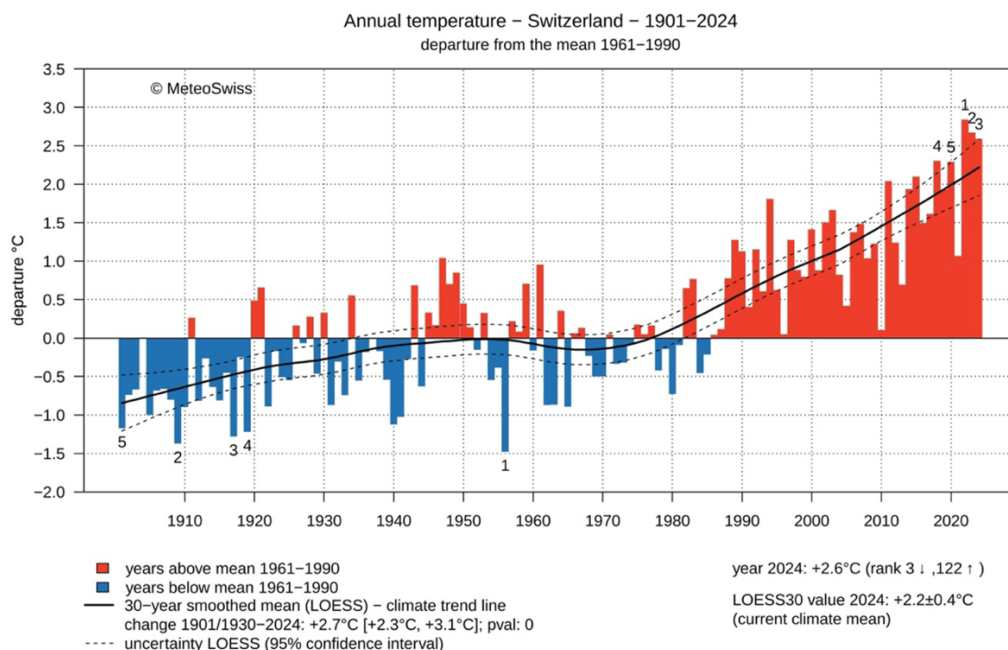 Annual temperature − Switzerland − 1901−2024
departure from the mean 1961−1990
© MeteoSwiss
departure °C
3.5
3.0
2.5
2.0
1.5
1.0
0.5
0.0
−0.5
−1.0
−1.5
−2.0
1
2
3
4
5
5
2
3
4
1
1910
1920
1930
1940
1950
1960
1970
1980
1990
2000
2010
2020
years above mean 1961−1990
years below mean 1961−1990
30−year smoothed mean (LOESS) − climate trend line
change 1901/1930−2024: +2.7°C [+2.3°C, +3.1°C]; pval: 0
uncertainty LOESS (95% confidence interval)
year 2024: +2.6°C (rank 3 ↓ ,122 ↑ )
LOESS30 value 2024: +2.2±0.4°C
(current climate mean)